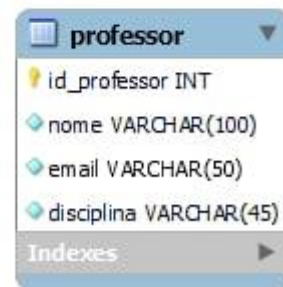 professor
id_professor INT
nome VARCHAR(100)
email VARCHAR(50)
disciplina VARCHAR(45)
Indexes